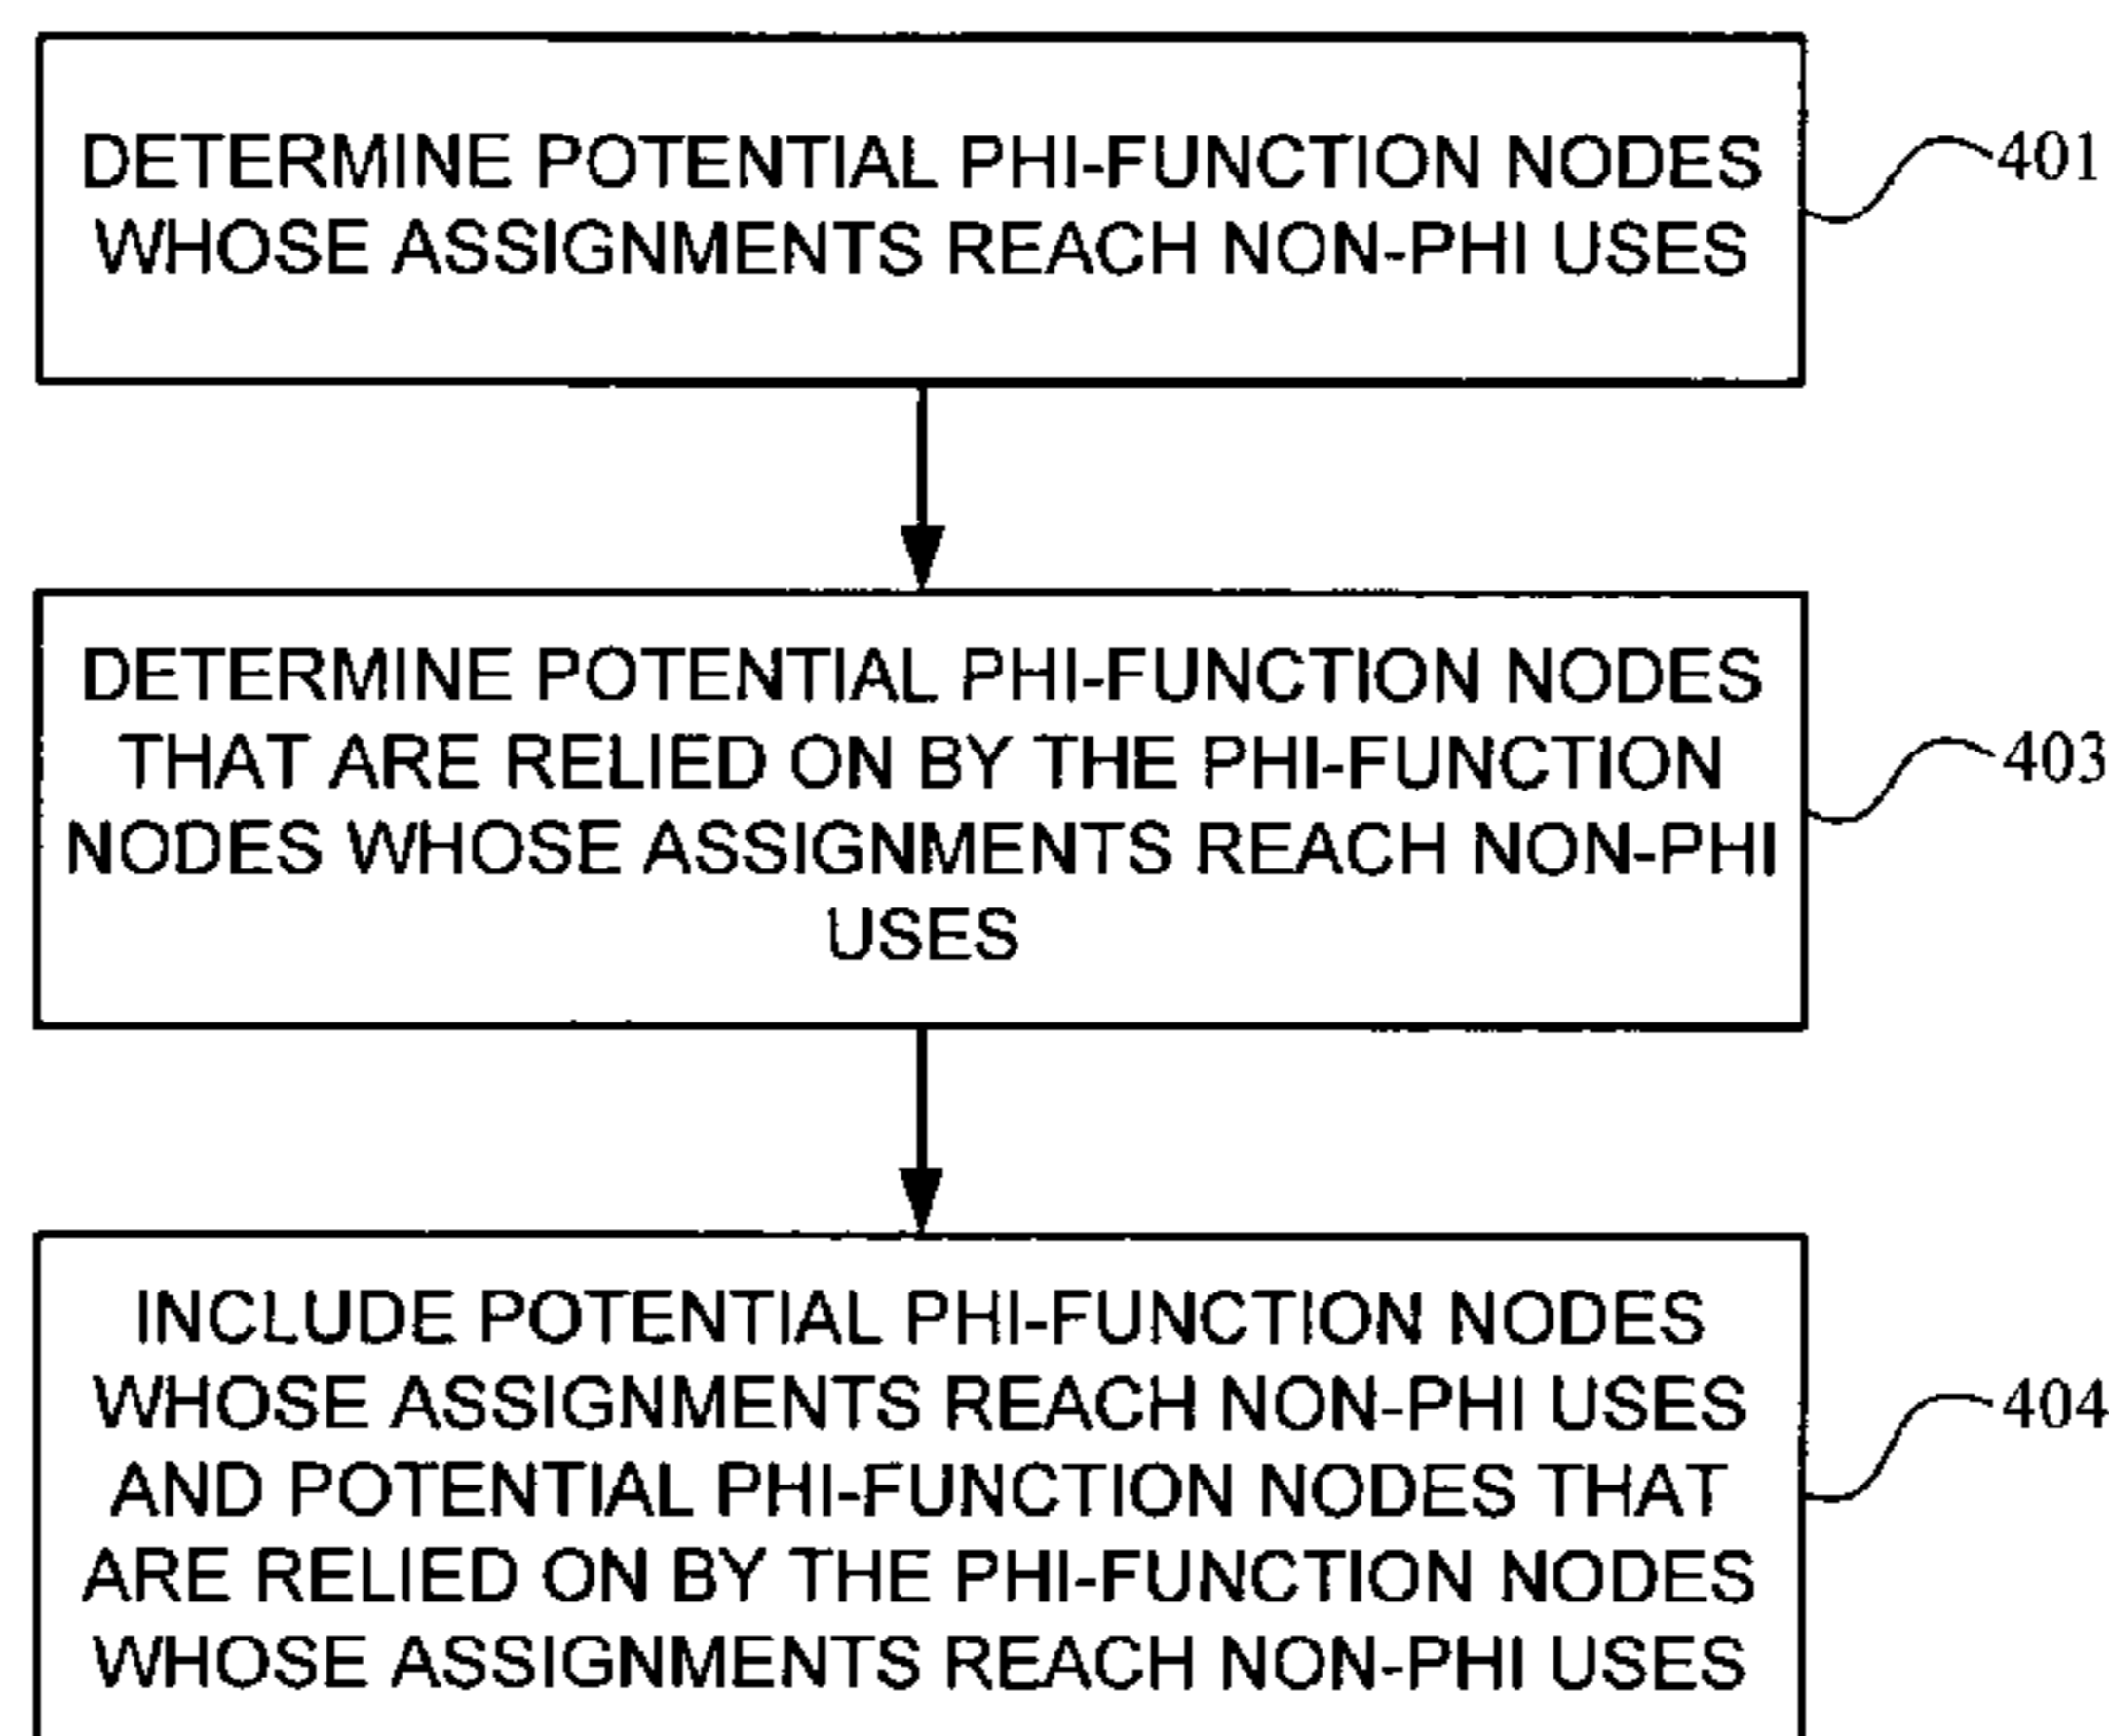 DETERMINE POTENTIAL PHI-FUNCTION NODES
WHOSE ASSIGNMENTS REACH NON-PHI USES
401
DETERMINE POTENTIAL PHI-FUNCTION NODES
THAT ARE RELIED ON BY THE PHI-FUNCTION
NODES WHOSE ASSIGNMENTS REACH NON-PHI
USES
403
INCLUDE POTENTIAL PHI-FUNCTION NODES
WHOSE ASSIGNMENTS REACH NON-PHI USES
AND POTENTIAL PHI-FUNCTION NODES THAT
ARE RELIED ON BY THE PHI-FUNCTION NODES
WHOSE ASSIGNMENTS REACH NON-PHI USES
404